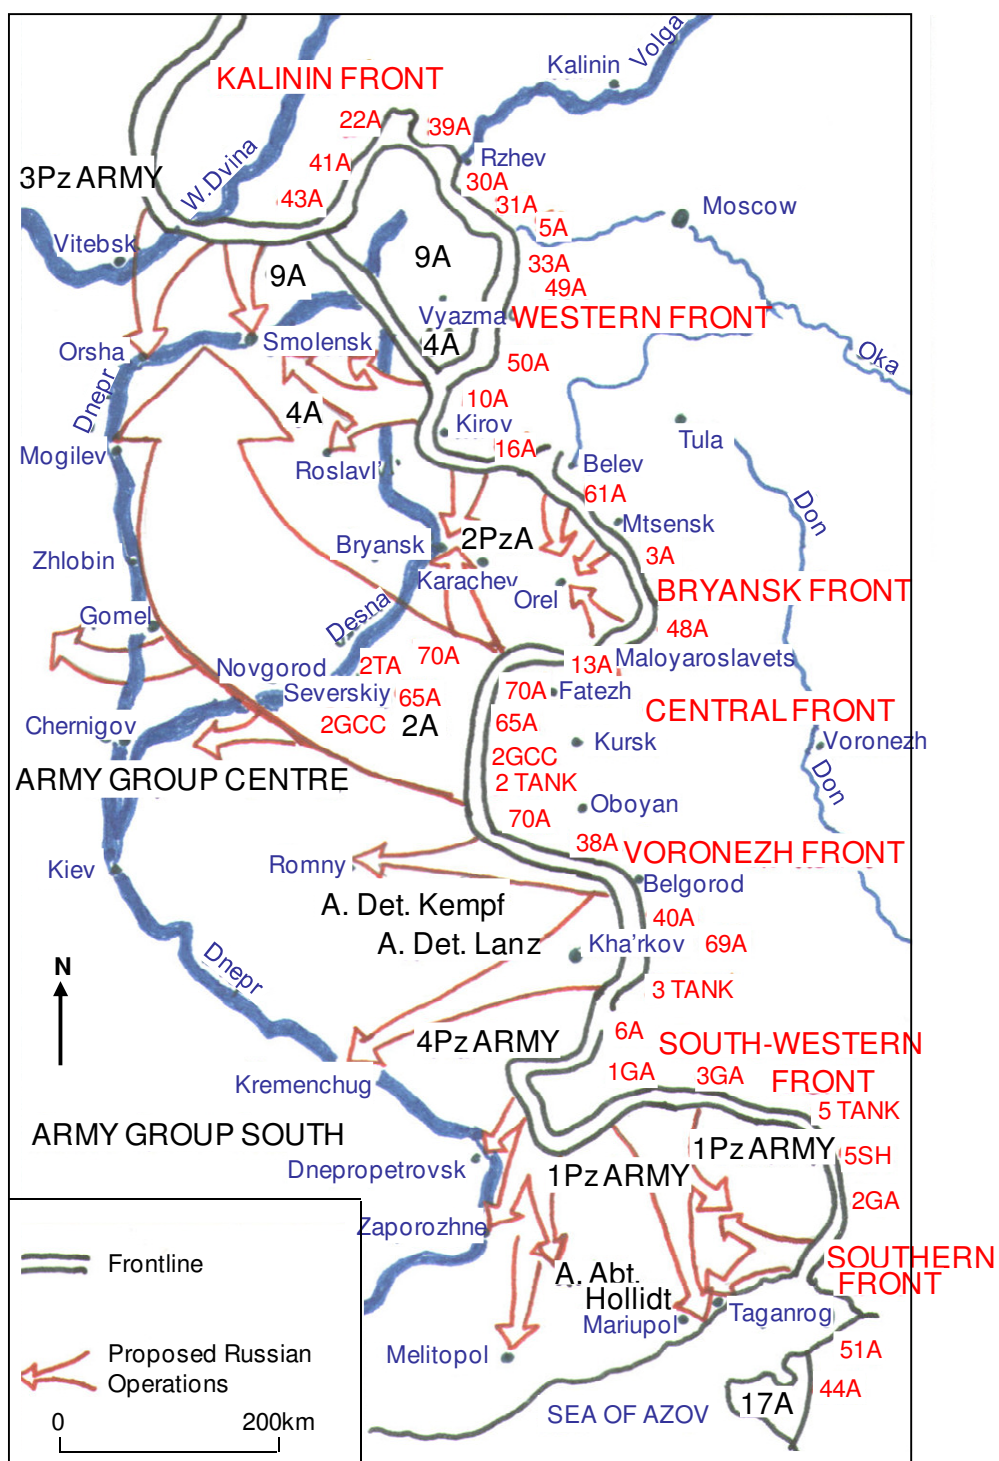 KALININ FRONT
Kalinin
Volga
22A
39A
41A
Rzhev
W.Dvina
3Pz ARMY
30A
43A
31A
Moscow
5A
Vitebsk
9A
9A
33A
49A
Vyazma
WESTERN FRONT
Orsha
Smolensk
4A
50A
Oka
Dnepr
10A
4A
Kirov
Tula
Mogilev
16A
Roslavl'
Belev
61A
Don
Mtsensk
Bryansk
2PzA
3A
Zhlobin
Karachev
Orel
BRYANSK FRONT
Gomel
Desna
48A
Novgorod
Severskiy
2TA
70A
13A
Maloyaroslavets
65A
70A
Fatezh
2GCC
2A
65A
CENTRAL FRONT
Chernigov
Kursk
Voronezh
2GCC
2 TANK
ARMY GROUP CENTRE
Don
70A
Oboyan
38A
VORONEZH FRONT
Kiev
Romny
Belgorod
A. Det. Kempf
40A
A. Det. Lanz
Kha'rkov
69A
Dnepr
N
3 TANK
4Pz ARMY
6A
SOUTH-WESTERN
FRONT
Kremenchug
1GA
3GA
5 TANK
ARMY GROUP SOUTH
1Pz ARMY
5SH
Dnepropetrovsk
1Pz ARMY
2GA
Zaporozhne
SOUTHERN
FRONT
Frontline
A. Abt.
Hollidt
Mariupol
Taganrog
Proposed Russian
Operations
Melitopol
51A
44A
0
200km
SEA OF AZOV
17A